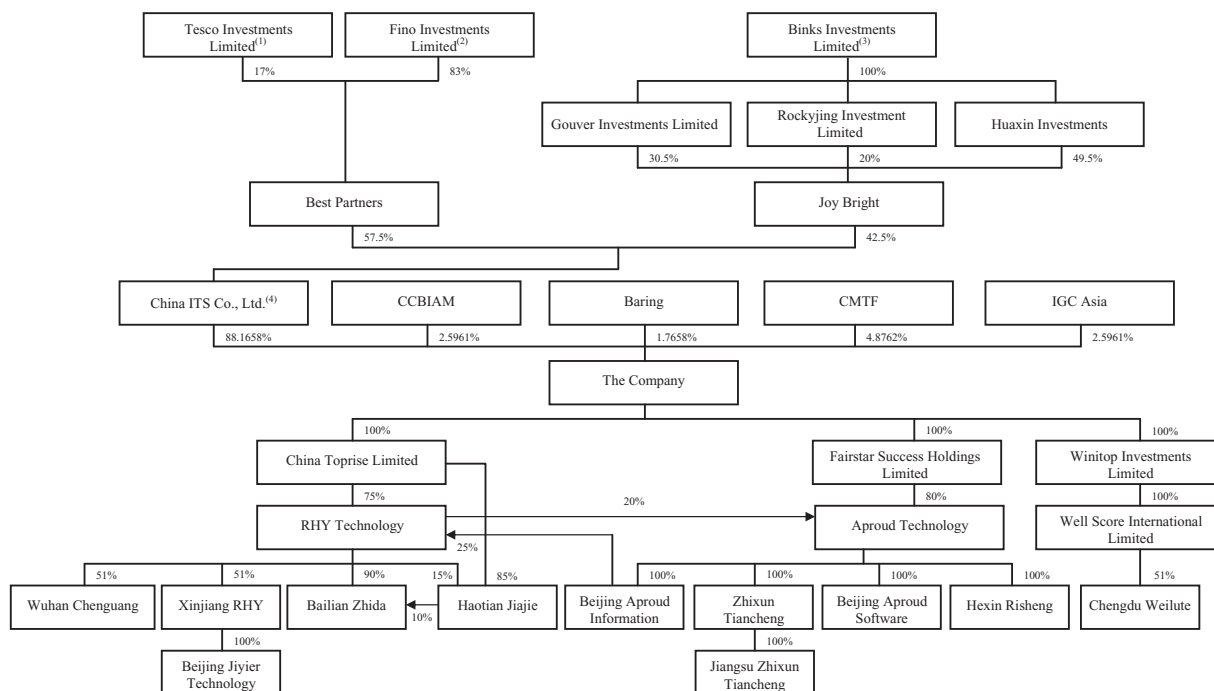 Tesco Investments
Limited(1)
Fino Investments
Limited(2)
Binks Investments
Limited(3)
17%
83%
100%
Gouver Investments Limited
Rockyjing Investment
Limited
Huaxin Investments
30.5%
20%
49.5%
Best Partners
Joy Bright
57.5%
42.5%
China ITS Co., Ltd.(4)
CCBIAM
Baring
CMTF
IGC Asia
88.1658%
2.5961%
1.7658%
4.8762%
2.5961%
The Company
100%
100%
100%
China Toprise Limited
Fairstar Success Holdings
Limited
Winitop Investments
Limited
75%
20%
80%
100%
RHY Technology
Aproud Technology
Well Score International
Limited
25%
51%
51%
90%
15%
85%
100%
100%
100%
100%
51%
Wuhan Chenguang
Xinjiang RHY
Bailian Zhida
10%
Haotian Jiajie
Beijing Aproud
Information
Zhixun
Tiancheng
Beijing Aproud
Software
Hexin Risheng
Chengdu Weilute
100%
100%
Beijing Jiyier
Technology
Jiangsu Zhixun
Tiancheng